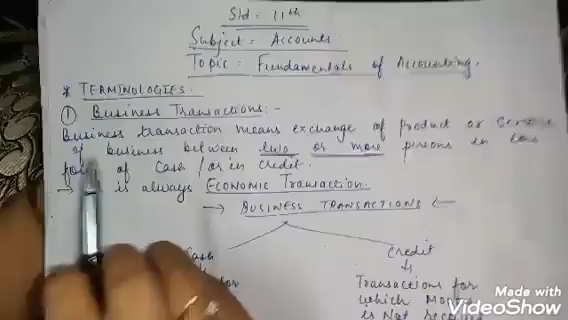 Std = 11th
Subject = Accounts.
Topic = Fundamentals of Accounting.
* TERMINOLOGIES.
① Business Transactions :-
Business transaction means exchange of product or service
of business between two or more persons in
of Cash / or in credit.
→ is always ECONOMIC Transaction.
→ BUSINESS TRANSACTIONS ←
Cash Credit
Transactions for
which
is Not
Made with
VideoShow